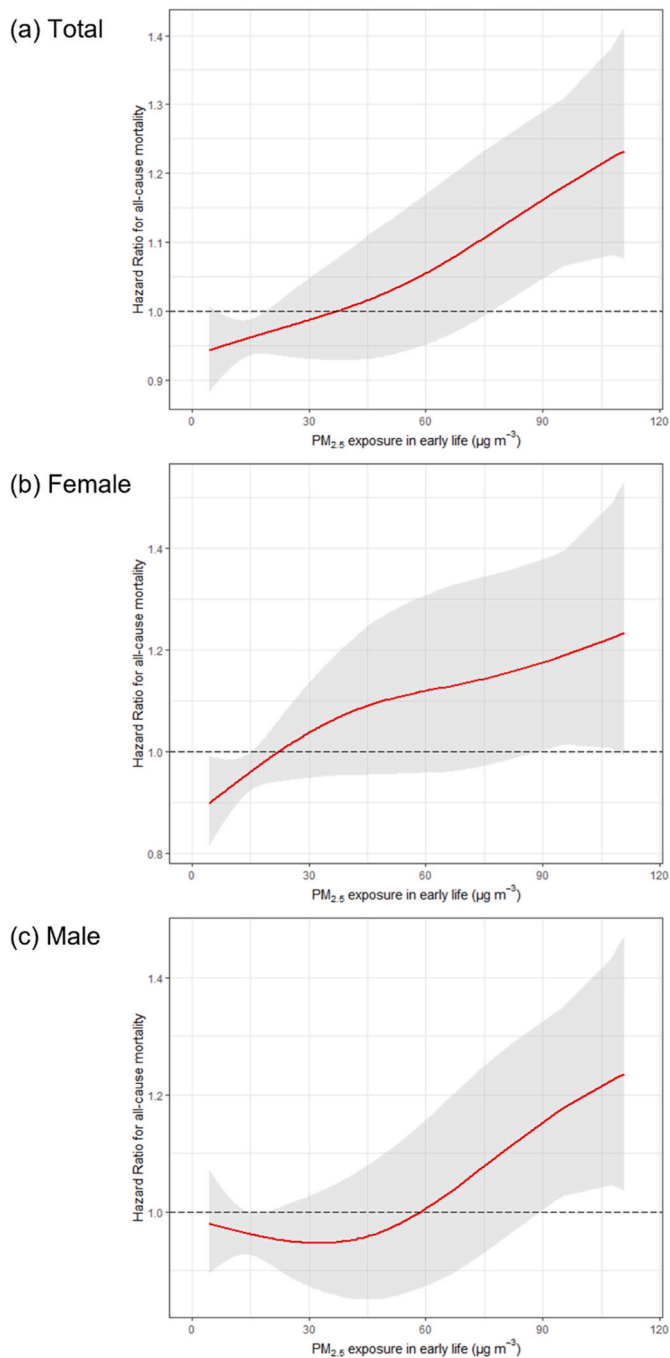 (a) Total
Hazard Ratio for all-cause mortality
1.4
1.3
1.2
1.1
1.0
0.9
0 30 60 90 120
PM2.5 exposure in early life (µg m−3)
(b) Female
Hazard Ratio for all-cause mortality
1.4
1.2
1.0
0.8
0 30 60 90 120
PM2.5 exposure in early life (µg m−3)
(c) Male
Hazard Ratio for all-cause mortality
1.4
1.2
1.0
0 30 60 90 120
PM2.5 exposure in early life (µg m−3)